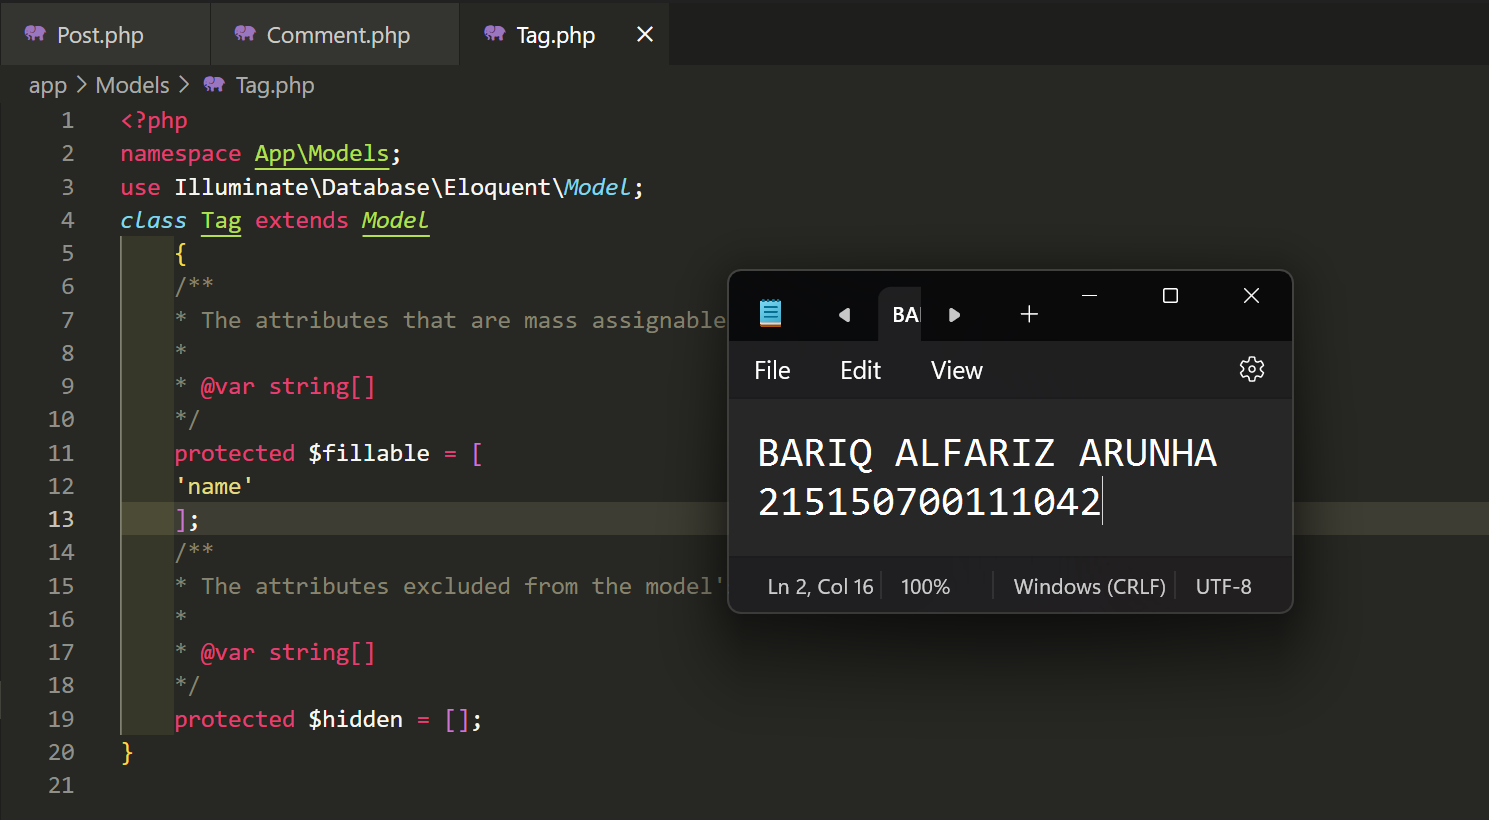 Post.php
Comment.php
Tag.php
app > Models > Tag.php
1 <?php
2 namespace App\Models;
3 use Illuminate\Database\Eloquent\Model;
4 class Tag extends Model
5 {
6 /**
7 * The attributes that are mass assignable
8 *
9 * @var string[]
10 */
11 protected $fillable = [
12 'name'
13 ];
14 /**
15 * The attributes excluded from the model'
16 *
17 * @var string[]
18 */
19 protected $hidden = [];
20 }
21
BA
File Edit View
BARIQ ALFARIZ ARUNHA
215150700111042
Ln 2, Col 16 100% Windows (CRLF) UTF-8